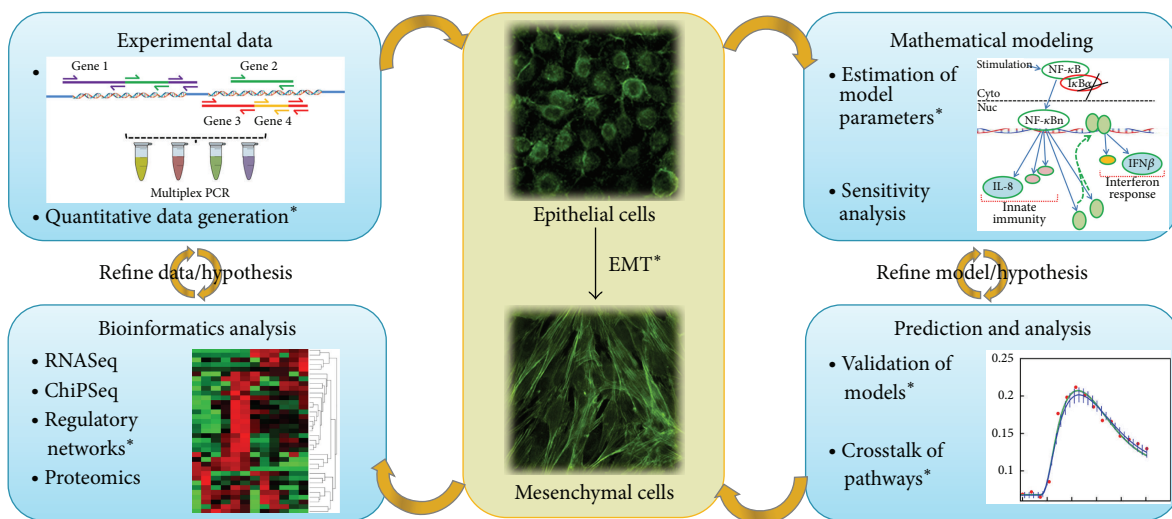 Experimental data
Gene 1
Gene 2
Gene 3
Gene 4
Multiplex PCR
• Quantitative data generation*
Refine data/hypothesis
Bioinformatics analysis
• RNASeq
• ChiPSeq
• Regulatory
networks*
• Proteomics
Epithelial cells
EMT*
Mesenchymal cells
Mathematical modeling
• Estimation of
model
parameters*
• Sensitivity
analysis
Stimulation
NF-κB
IκBα
Cyto
Nuc
NF-κBn
IL-8
IFNβ
Innate
immunity
Interferon
response
Refine model/hypothesis
Prediction and analysis
• Validation of
models*
• Crosstalk of
pathways*
0.25
0.2
0.15
0.1